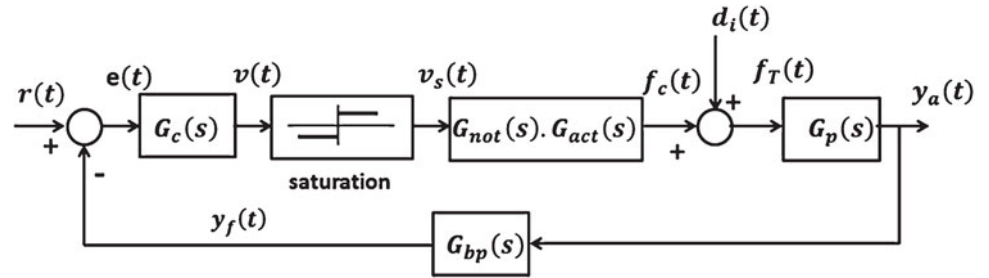 d_i(t)
r(t) e(t) v(t) v_s(t) f_c(t) f_T(t) y_a(t)
+ G_c(s) G_not(s).G_act(s) + + G_p(s)
-
saturation
y_f(t) G_bp(s)